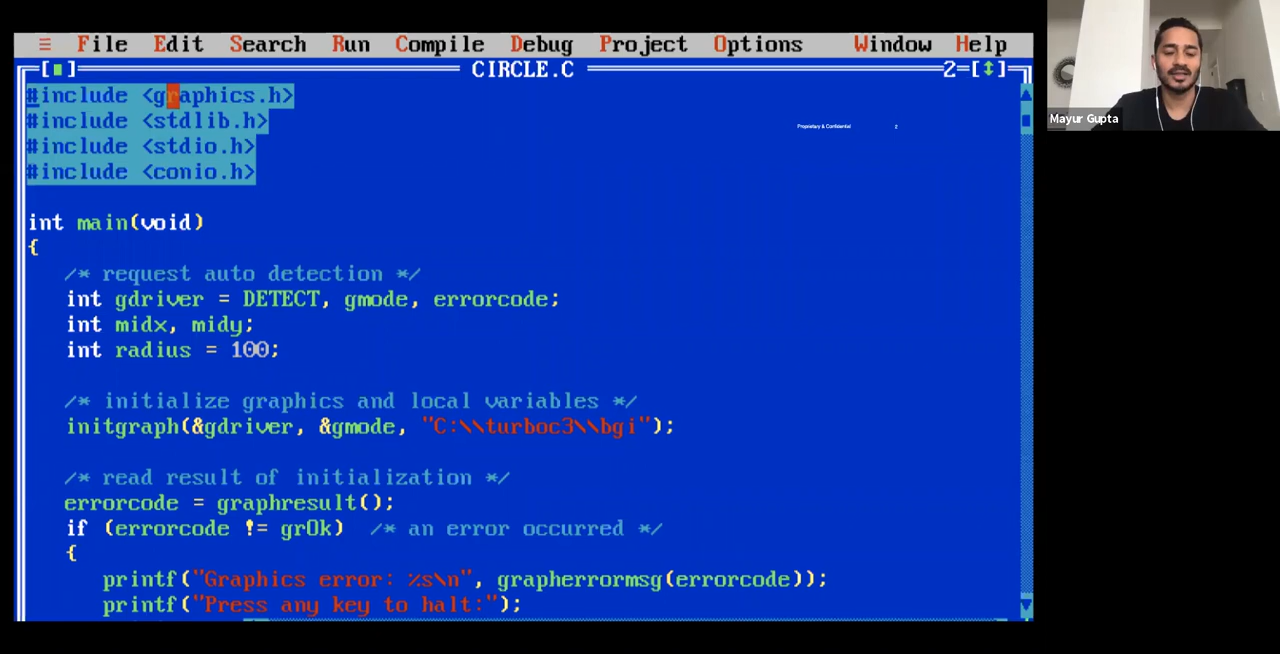 ≡ File Edit Search Run Compile Debug Project Options Window Help
[■] CIRCLE.C 2=[↕]
#include <graphics.h>
#include <stdlib.h>
#include <stdio.h>
#include <conio.h>
Proprietary & Confidential 2
Mayur Gupta
int main(void)
{
/* request auto detection */
int gdriver = DETECT, gmode, errorcode;
int midx, midy;
int radius = 100;
/* initialize graphics and local variables */
initgraph(&gdriver, &gmode, "C:\\turboc3\\bgi");
/* read result of initialization */
errorcode = graphresult();
if (errorcode != grOk) /* an error occurred */
{
printf("Graphics error: %s\n", grapherrormsg(errorcode));
printf("Press any key to halt:");